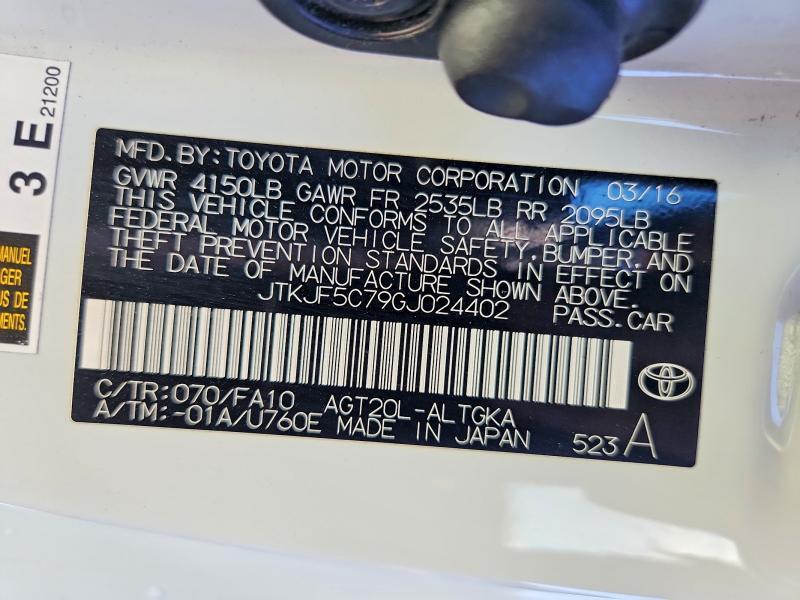 MFD. BY: TOYOTA MOTOR CORPORATION 03/16
GVWR 4150LB GAWR FR 2535LB RR 2095LB
THIS VEHICLE CONFORMS TO ALL APPLICABLE
FEDERAL MOTOR VEHICLE SAFETY, BUMPER, AND
THEFT PREVENTION STANDARDS IN EFFECT ON
THE DATE OF MANUFACTURE SHOWN ABOVE.
JTKJF5C79GJ024402 PASS. CAR
C/TR: 070/FA10 AGT20L-ALTGKA
A/TM: -01A/U760E MADE IN JAPAN 523 A
3 E
21200
MANUEL
GER
US DE
MENTS.